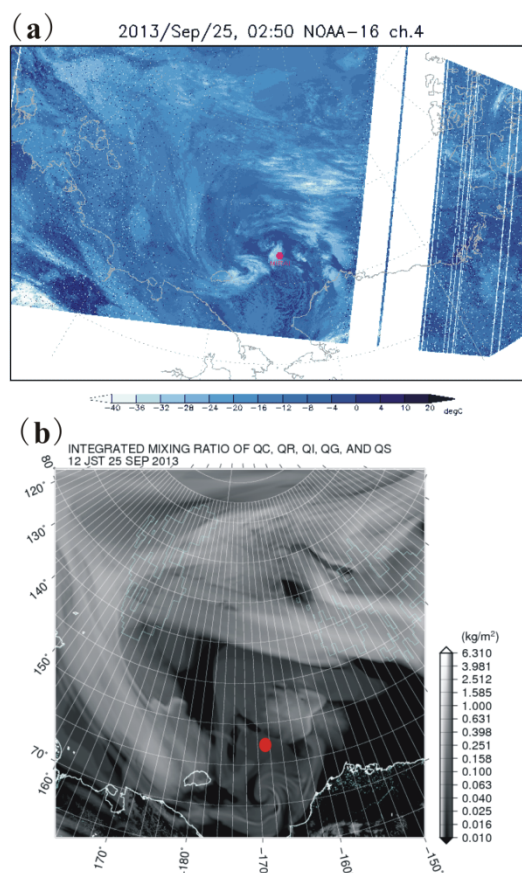 (a)
2013/Sep/25, 02:50 NOAA-16 ch.4
-40 -36 -32 -28 -24 -20 -16 -12 -8 -4 0 4 10 20 degC
(b)
INTEGRATED MIXING RATIO OF QC, QR, QI, QG, AND QS
12 JST 25 SEP 2013
80°
120°
130°
140°
150°
70°
160°
-170° -180° -170° -160° -150°
(kg/m²)
6.310
3.981
2.512
1.585
1.000
0.631
0.398
0.251
0.158
0.100
0.063
0.040
0.025
0.016
0.010